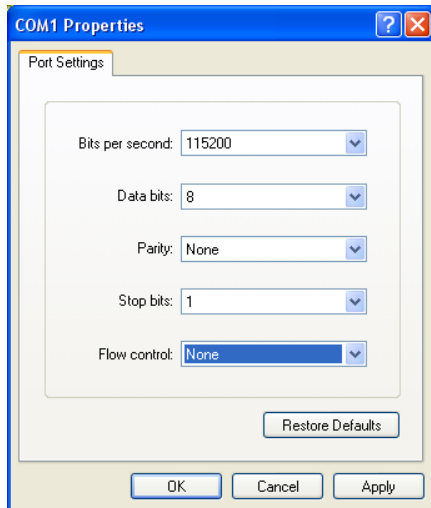 COM1 Properties
Port Settings
Bits per second: 115200
Data bits: 8
Parity: None
Stop bits: 1
Flow control: None
Restore Defaults
OK Cancel Apply